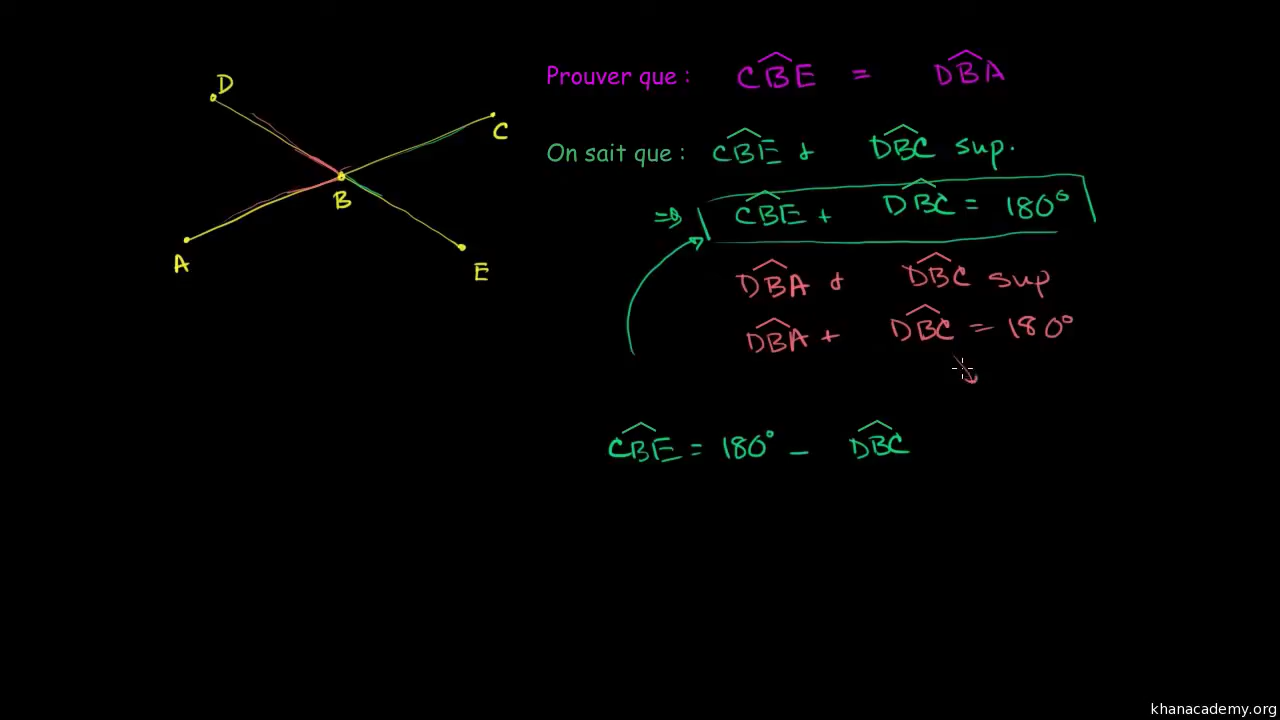 D
C
B
A
E
Prouver que : CBE = DBA
On sait que : CBE & DBC sup.
⇒ CBE + DBC = 180°
DBA & DBC sup
DBA + DBC = 180°
CBE = 180° - DBC
khanacademy.org